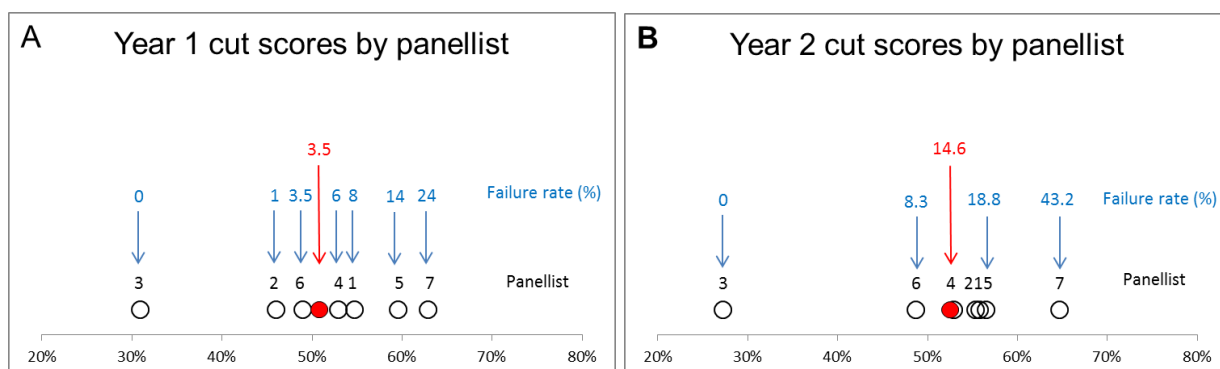 A
Year 1 cut scores by panellist
3.5
0 1 3.5 6 8 14 24 Failure rate (%)
3 2 6 4 1 5 7 Panellist
20% 30% 40% 50% 60% 70% 80%
B
Year 2 cut scores by panellist
14.6
0 8.3 18.8 43.2 Failure rate (%)
3 6 4 215 7 Panellist
20% 30% 40% 50% 60% 70% 80%